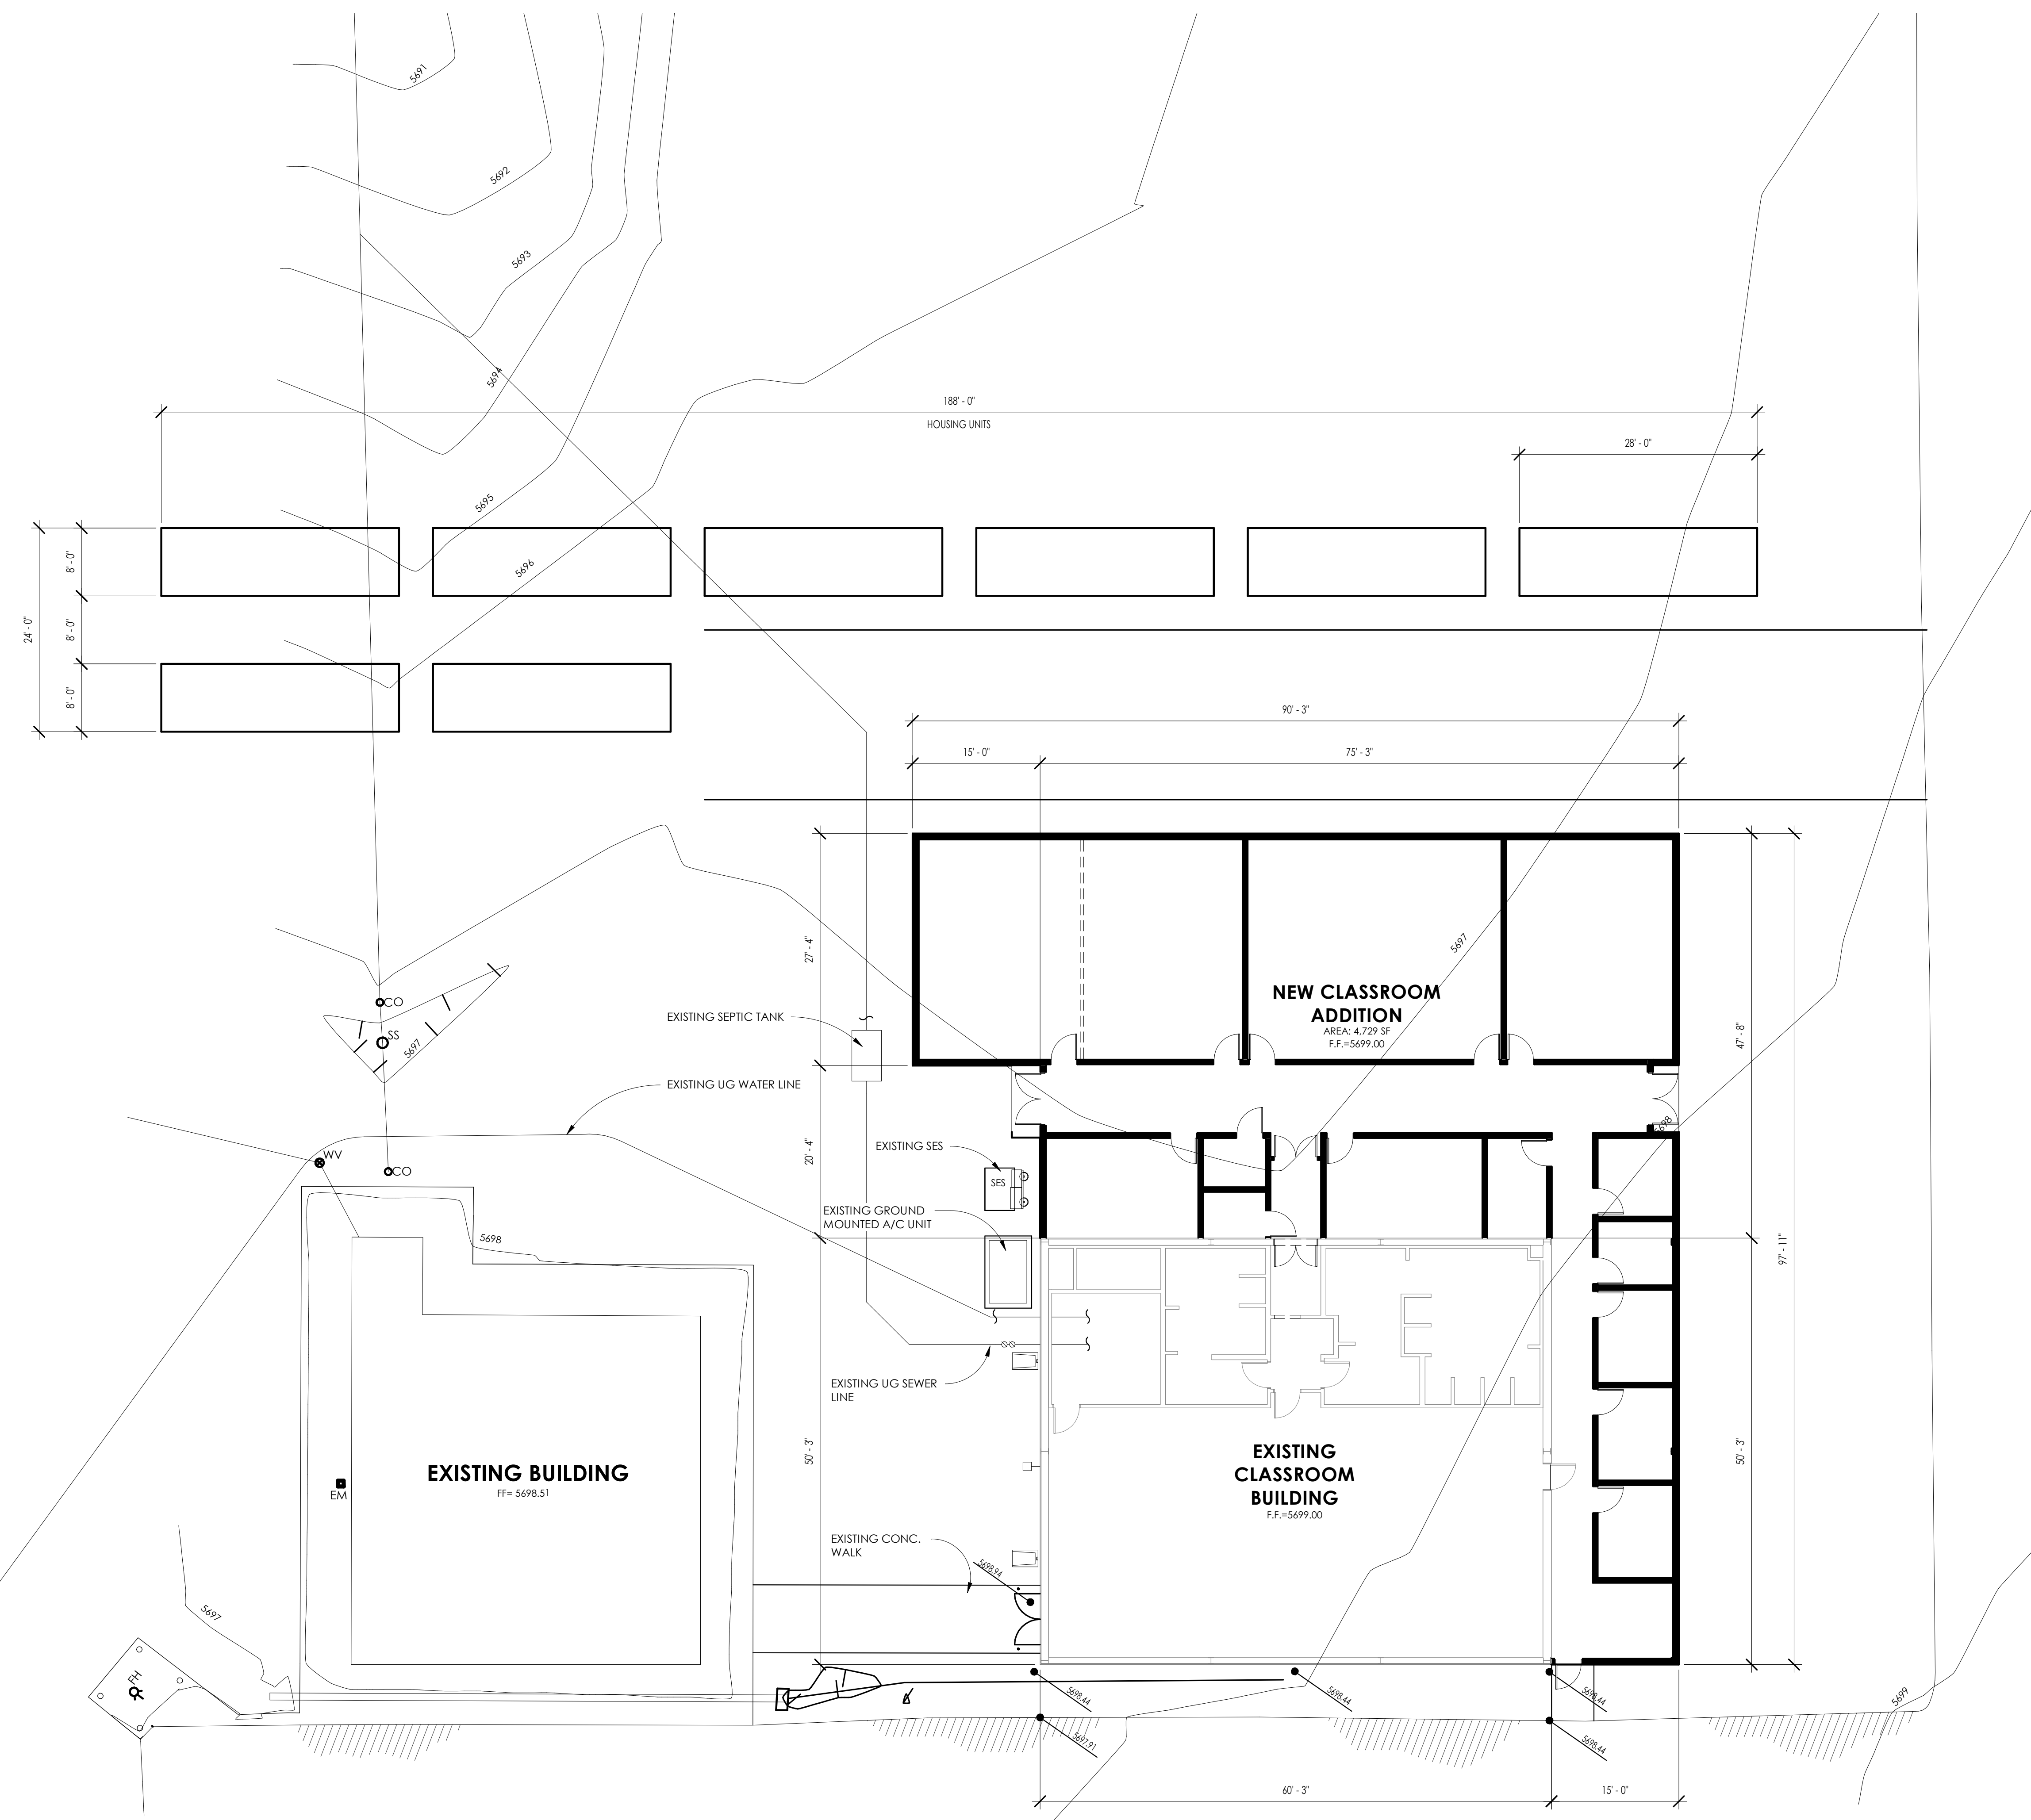 5691
5692
5693
5694
188' - 0"
HOUSING UNITS
28' - 0"
5695
5696
8' - 0"
24' - 0"
8' - 0"
8' - 0"
90' - 3"
15' - 0"
75' - 3"
27' - 4"
5697
NEW CLASSROOM
ADDITION
AREA: 4,729 SF
F.F.=5699.00
CO
EXISTING SEPTIC TANK
SS
5697
47' - 8"
EXISTING UG WATER LINE
5698
WV
CO
20' - 4"
EXISTING SES
SES
EXISTING GROUND
MOUNTED A/C UNIT
5698
97' - 11"
EXISTING UG SEWER
LINE
50' - 3"
50' - 3"
EXISTING
CLASSROOM
BUILDING
F.F.=5699.00
EXISTING BUILDING
FF= 5698.51
EM
EXISTING CONC.
WALK
5698.94
5697
FH
5698.44
5698.44
5698.44
5699
5697.91
5698.44
60' - 3"
15' - 0"